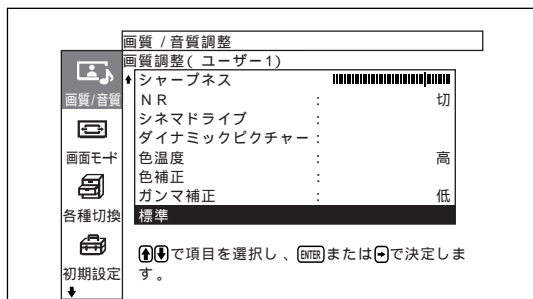 画質 / 音質調整
画質調整( ユーザー1)
シャープネス
画質/音質
NR : 切
シネマドライブ :
ダイナミックピクチャー :
画面モード
色温度 : 高
色補正 :
ガンマ補正 : 低
各種切換
標準
で項目を選択し 、ENTERまたはで決定しま
す。
初期設定